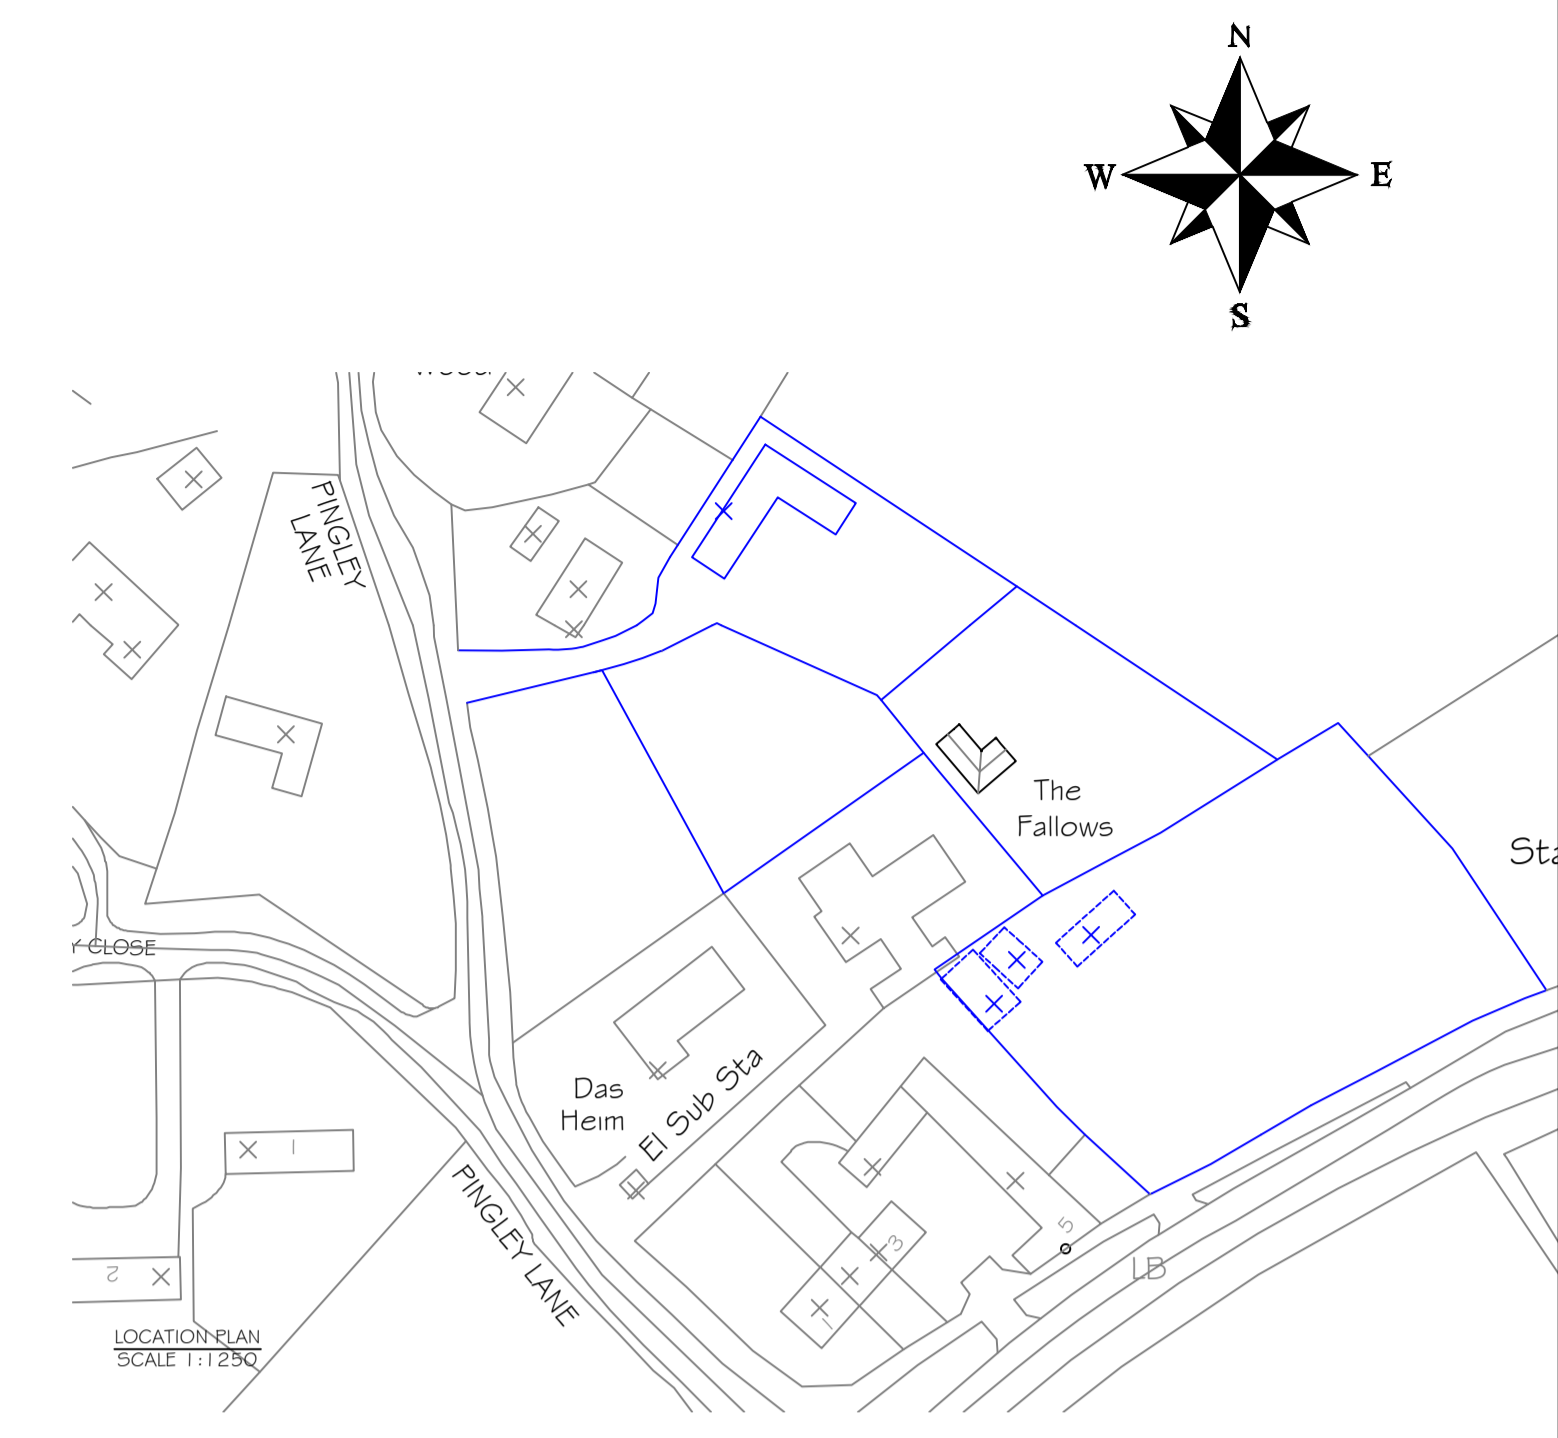 N
W
E
S
PINGLEY
LANE
The
Fallows
Y CLOSE
Das
Heim
El Sub Sta
1
PINGLEY LANE
5
3
LB
2
1
LOCATION PLAN
SCALE 1:1250